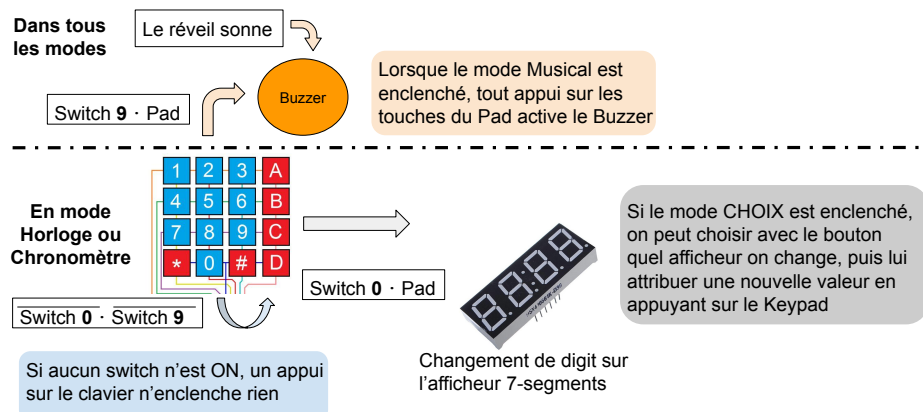 Dans tous
les modes
Le réveil sonne
Buzzer
Switch 9 · Pad
Lorsque le mode Musical est
enclenché, tout appui sur les
touches du Pad active le Buzzer
1 2 3 A
4 5 6 B
7 8 9 C
* 0 # D
En mode
Horloge ou
Chronomètre
Switch 0 · Switch 9
Switch 0 · Pad
Si le mode CHOIX est enclenché,
on peut choisir avec le bouton
quel afficheur on change, puis lui
attribuer une nouvelle valeur en
appuyant sur le Keypad
88:88
Changement de digit sur
l'afficheur 7-segments
Si aucun switch n'est ON, un appui
sur le clavier n'enclenche rien